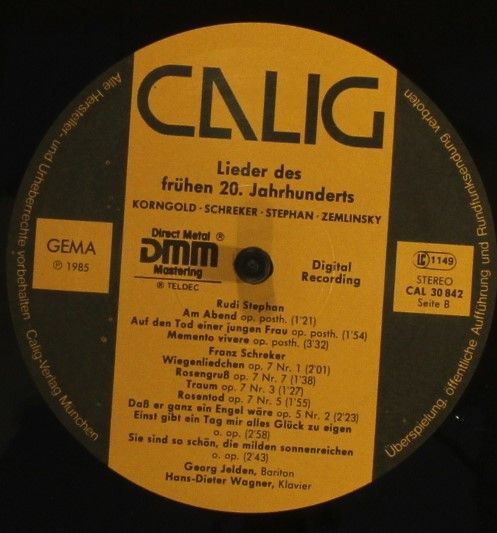 CALIG
Lieder des
frühen 20. Jahrhunderts
KORNGOLD · SCHREKER · STEPHAN · ZEMLINSKY
GEMA
℗ 1985
Direct Metal ®
DMM
Mastering
® TELDEC
Digital
Recording
LC 1149
STEREO
CAL 30 842
Seite B
Rudi Stephan
Am Abend op. posth. (1'21)
Auf den Tod einer jungen Frau op. posth. (1'54)
Memento vivere op. posth. (3'32)
Franz Schreker
Wiegenliedchen op. 7 Nr. 1 (2'01)
Rosengruß op. 7 Nr. 7 (1'38)
Traum op. 7 Nr. 3 (1'27)
Rosentod op. 7 Nr. 5 (1'55)
Daß er ganz ein Engel wäre op. 5 Nr. 2 (2'23)
Einst gibt ein Tag mir alles Glück zu eigen
o. op. (2'58)
Sie sind so schön, die milden sonnenreichen
o. op. (2'43)
Georg Jelden, Bariton
Hans-Dieter Wagner, Klavier
Alle Hersteller- und Urheberrechte vorbehalten
Calig-Verlag München
Überspielung, öffentliche Aufführung und Rundfunksendung verboten